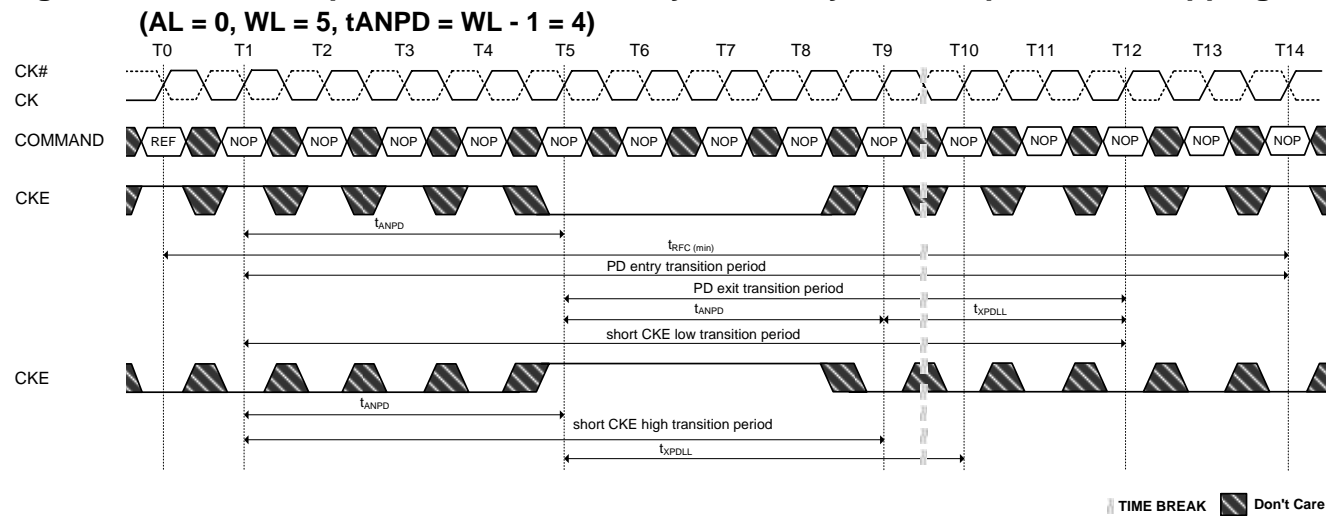 (AL = 0, WL = 5, tANPD = WL - 1 = 4)
T0 T1 T2 T3 T4 T5 T6 T7 T8 T9 T10 T11 T12 T13 T14
CK#
CK
COMMAND REF NOP NOP NOP NOP NOP NOP NOP NOP NOP NOP NOP NOP NOP NOP
CKE
tANPD
tRFC (min)
PD entry transition period
PD exit transition period
tANPD tXPDLL
short CKE low transition period
CKE
tANPD
short CKE high transition period
tXPDLL
TIME BREAK Don't Care